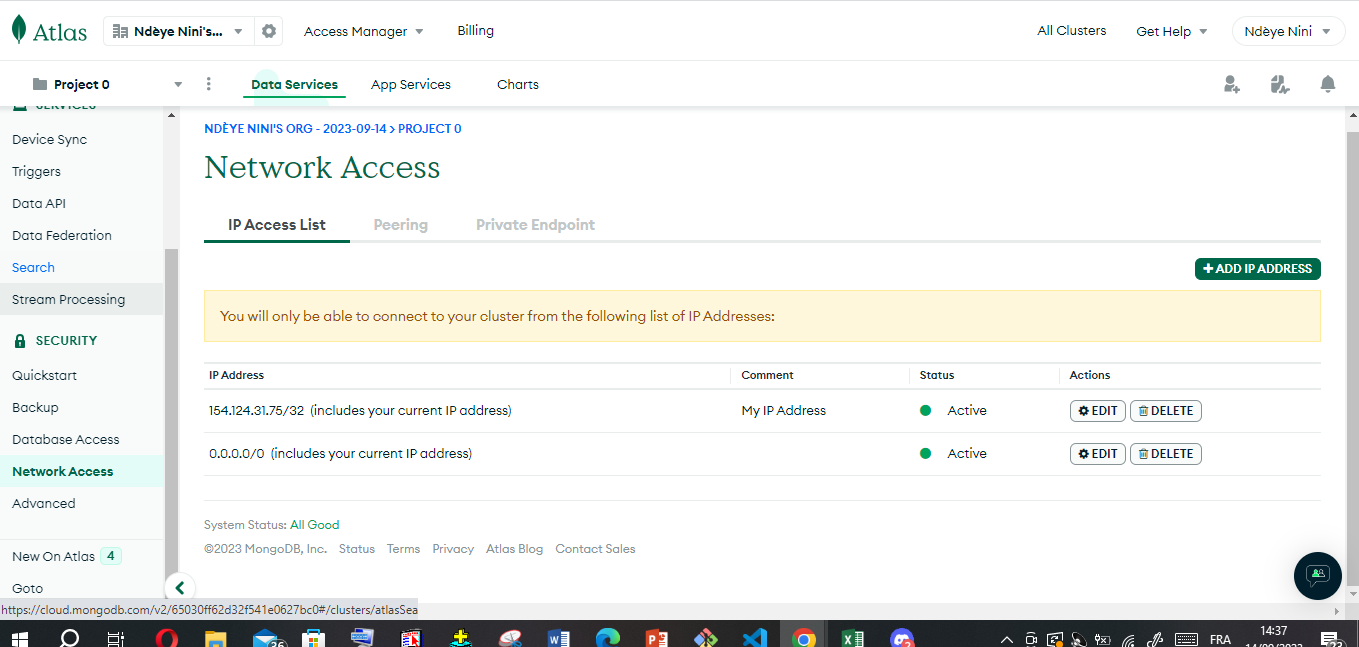 Atlas Ndèye Nini's... Access Manager Billing All Clusters Get Help Ndèye Nini
Project 0 Data Services App Services Charts
SERVICES
Device Sync
Triggers
Data API
Data Federation
Search
Stream Processing
SECURITY
Quickstart
Backup
Database Access
Network Access
Advanced
New On Atlas 4
Goto
NDÈYE NINI'S ORG - 2023-09-14 > PROJECT 0
Network Access
IP Access List Peering Private Endpoint
+ ADD IP ADDRESS
You will only be able to connect to your cluster from the following list of IP Addresses:
IP Address Comment Status Actions
154.124.31.75/32 (includes your current IP address) My IP Address Active EDIT DELETE
0.0.0.0/0 (includes your current IP address) Active EDIT DELETE
System Status: All Good
©2023 MongoDB, Inc. Status Terms Privacy Atlas Blog Contact Sales
https://cloud.mongodb.com/v2/65030ff62d32f541e0627bc0#/clusters/atlasSea
36 FRA 14:37